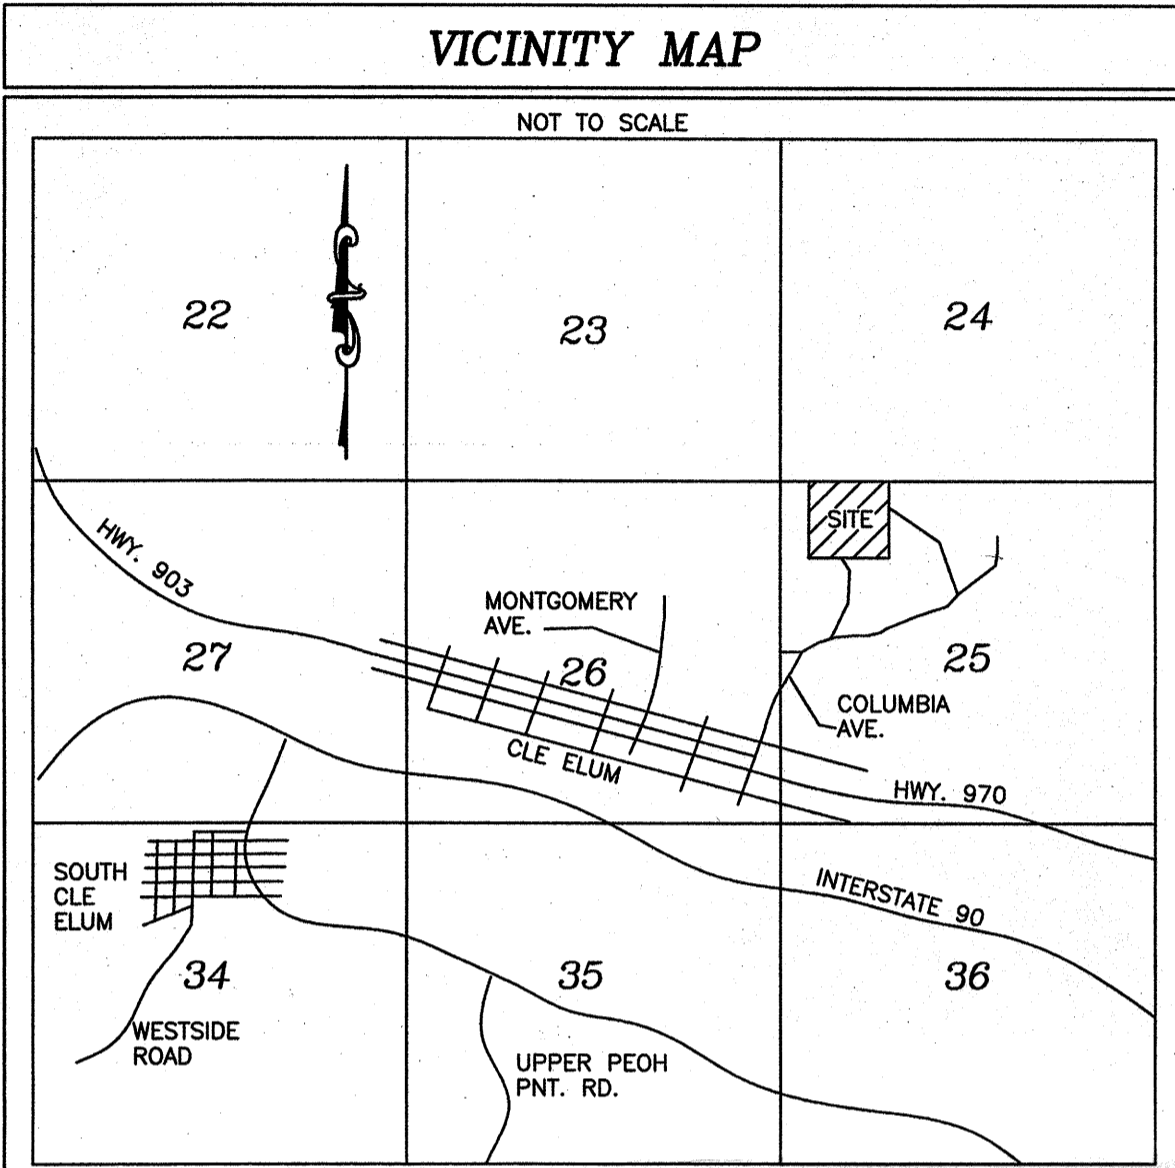 VICINITY MAP
NOT TO SCALE
22
23
24
SITE
HWY. 903
MONTGOMERY
AVE.
27
26
25
COLUMBIA
AVE.
CLE ELUM
HWY. 970
SOUTH
CLE
ELUM
INTERSTATE 90
34
35
36
WESTSIDE
ROAD
UPPER PEOH
PNT. RD.